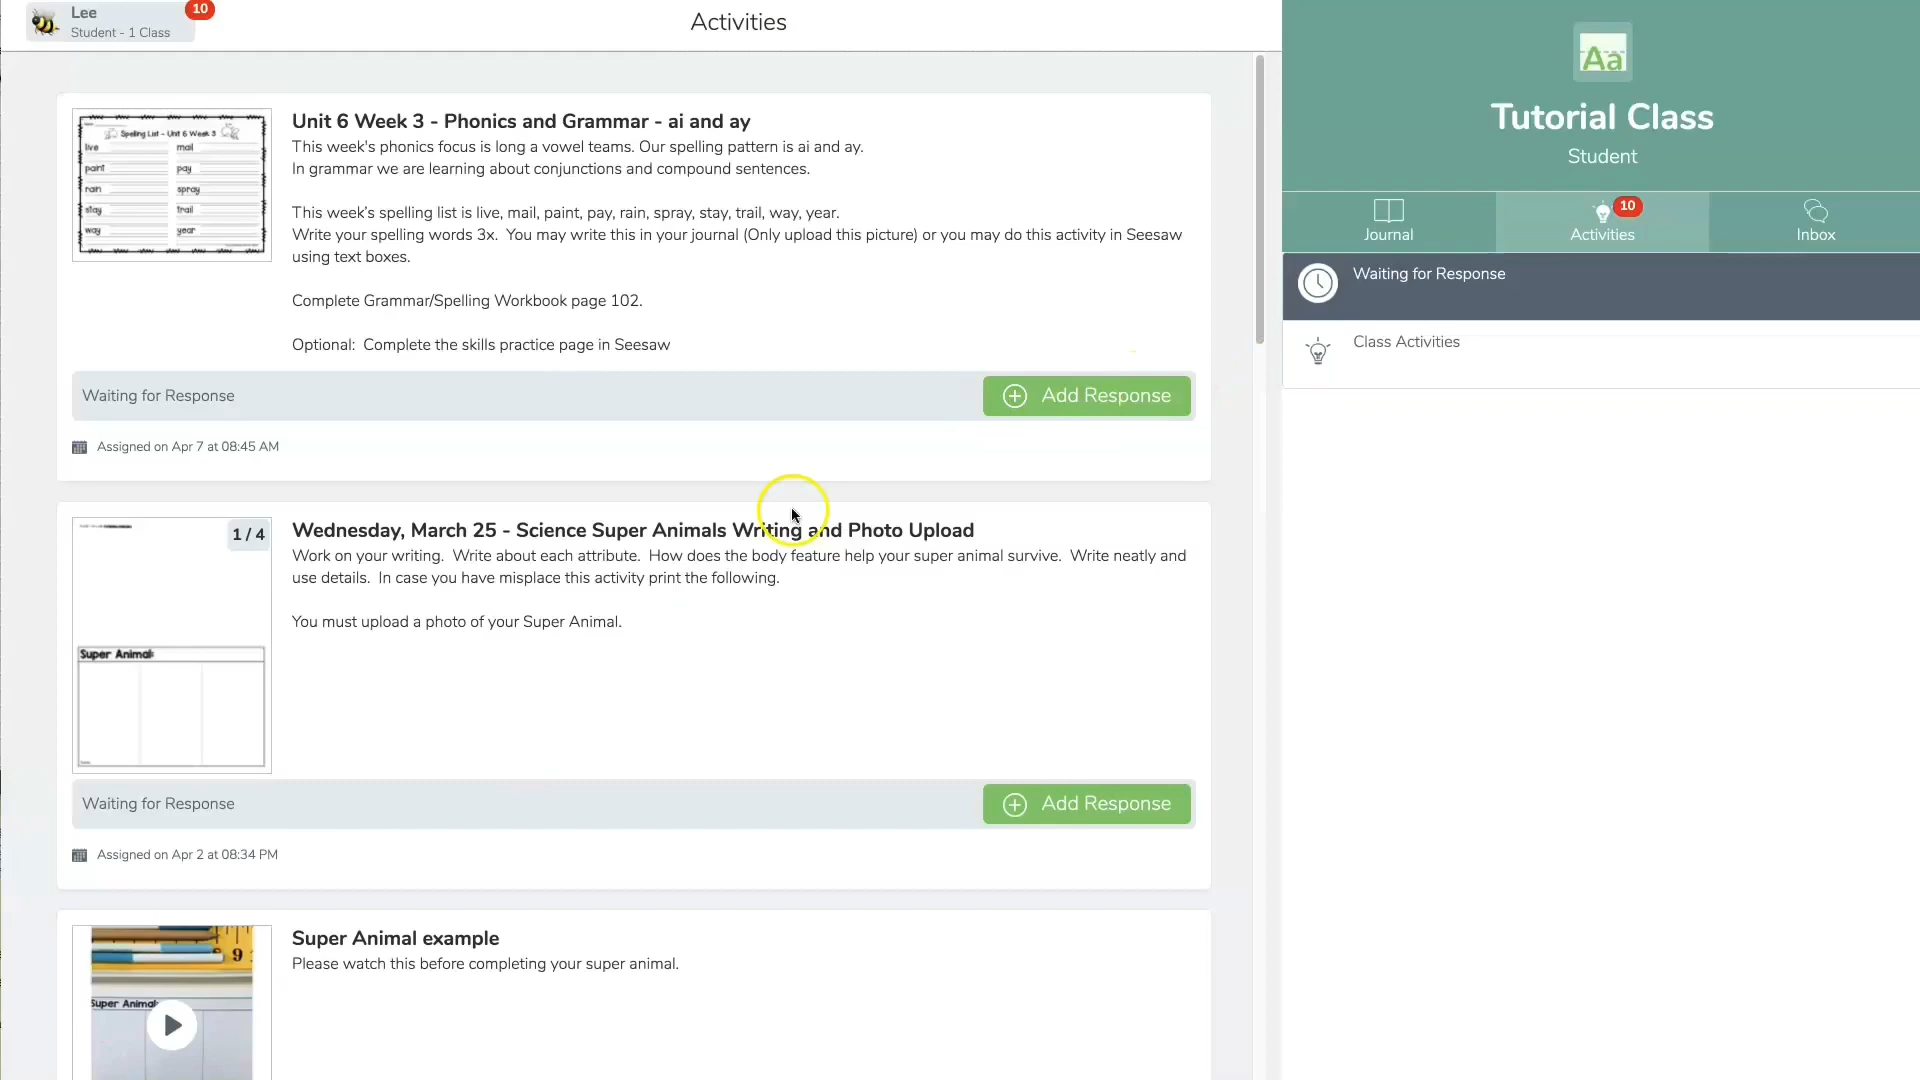 Lee
Student - 1 Class
10
Activities
Aa
Tutorial Class
Student
Journal
Activities
10
Inbox
Waiting for Response
Class Activities
Spelling List - Unit 6 Week 3
live mail
paint pay
rain spray
stay trail
way year
Unit 6 Week 3 - Phonics and Grammar - ai and ay
This week's phonics focus is long a vowel teams. Our spelling pattern is ai and ay.
In grammar we are learning about conjunctions and compound sentences.
This week's spelling list is live, mail, paint, pay, rain, spray, stay, trail, way, year.
Write your spelling words 3x. You may write this in your journal (Only upload this picture) or you may do this activity in Seesaw
using text boxes.
Complete Grammar/Spelling Workbook page 102.
Optional: Complete the skills practice page in Seesaw
Waiting for Response
Add Response
Assigned on Apr 7 at 08:45 AM
1 / 4
Super Animal:
Wednesday, March 25 - Science Super Animals Writing and Photo Upload
Work on your writing. Write about each attribute. How does the body feature help your super animal survive. Write neatly and
use details. In case you have misplace this activity print the following.
You must upload a photo of your Super Animal.
Waiting for Response
Add Response
Assigned on Apr 2 at 08:34 PM
9
Super Animal:
Super Animal example
Please watch this before completing your super animal.